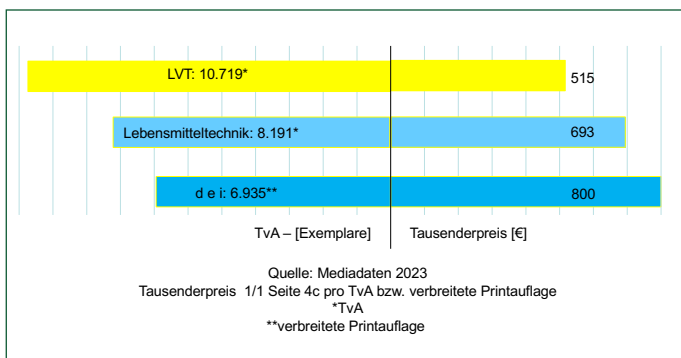 LVT: 10.719* 515
Lebensmitteltechnik: 8.191* 693
d e i: 6.935** 800
TvA – [Exemplare] Tausenderpreis [€]
Quelle: Mediadaten 2023
Tausenderpreis 1/1 Seite 4c pro TvA bzw. verbreitete Printauflage
*TvA
**verbreitete Printauflage